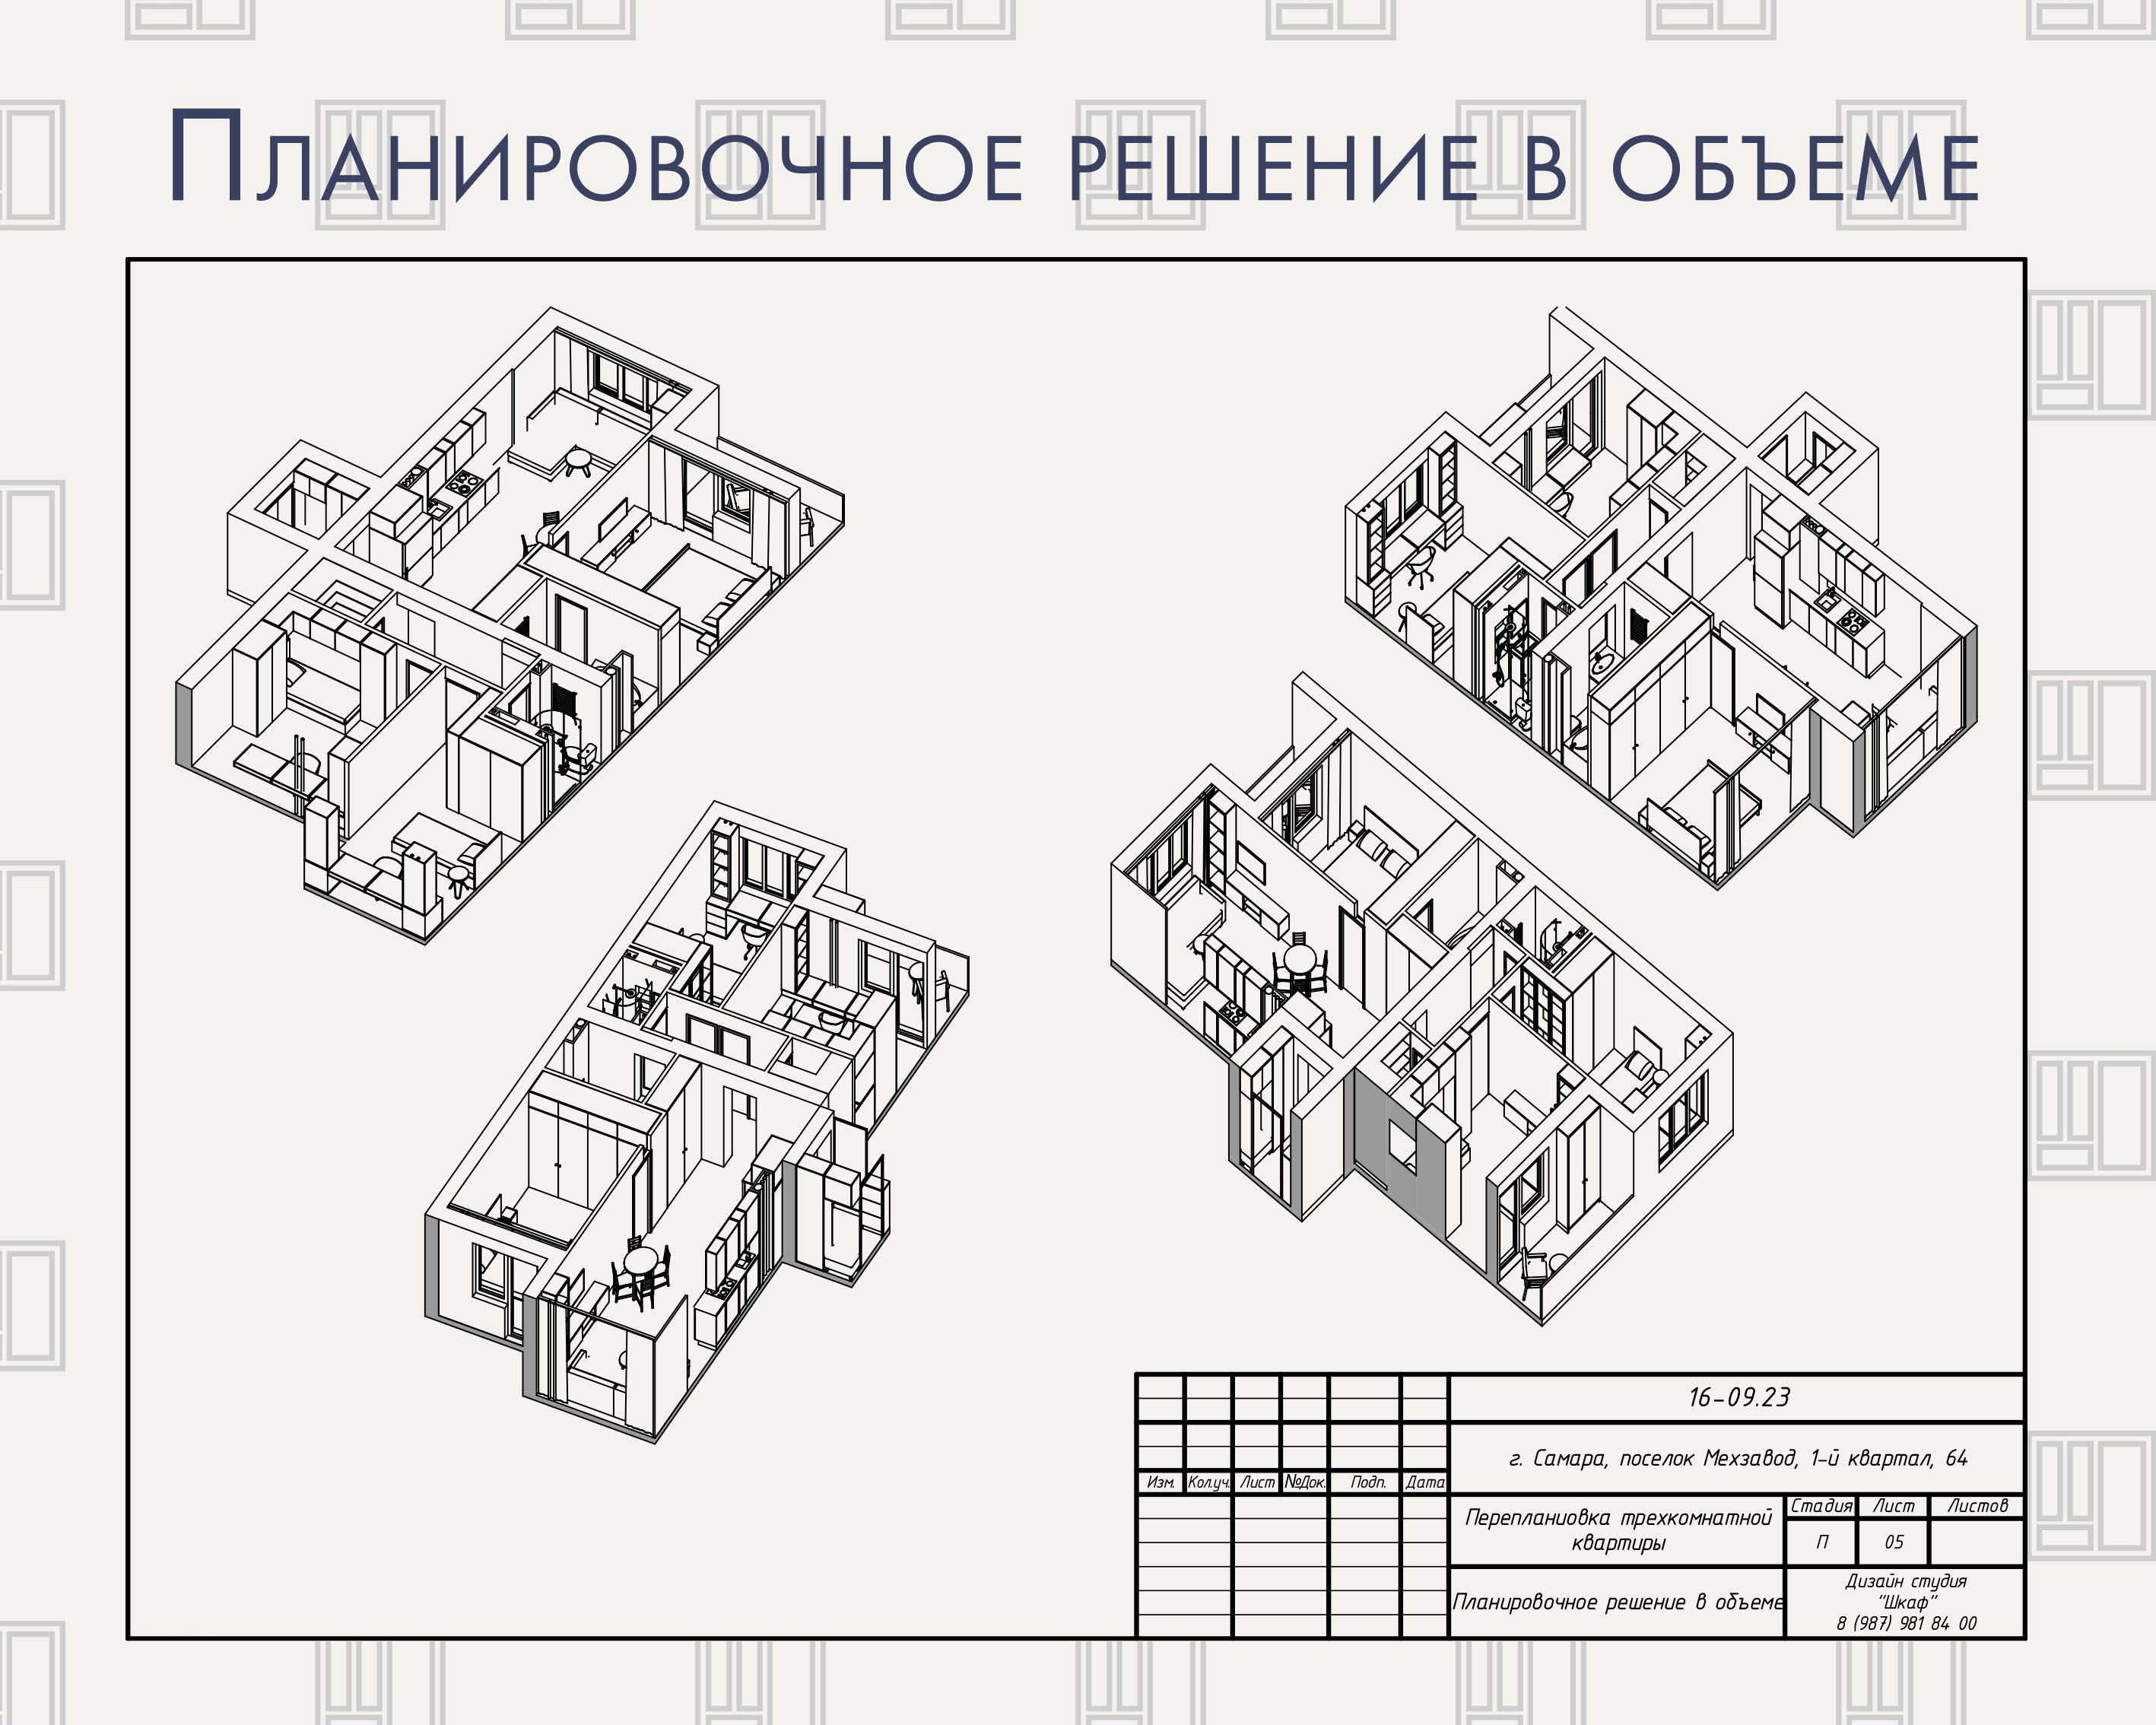 Планировочное решение в объеме
16-09.23
г. Самара, поселок Мехзавод, 1-й квартал, 64
Изм. Кол.уч. Лист №Док. Подп. Дата
Перепланиовка трехкомнатной
квартиры
Стадия Лист Листов
П 05
Планировочное решение в объеме
Дизайн студия
"Шкаф"
8 (987) 981 84 00